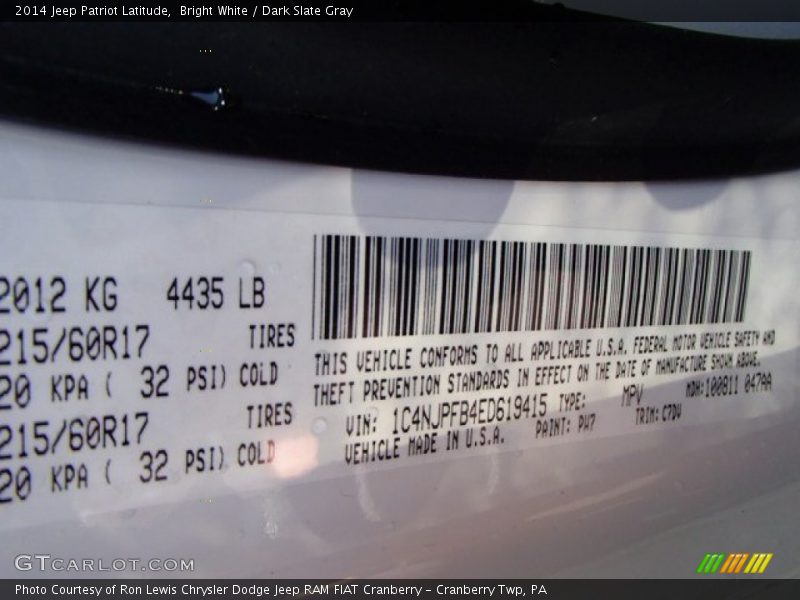 2014 Jeep Patriot Latitude, Bright White / Dark Slate Gray
2012 KG 4435 LB
215/60R17 TIRES
20 KPA ( 32 PSI) COLD
215/60R17 TIRES
20 KPA ( 32 PSI) COLD
THIS VEHICLE CONFORMS TO ALL APPLICABLE U.S.A. FEDERAL MOTOR VEHICLE SAFETY AND
THEFT PREVENTION STANDARDS IN EFFECT ON THE DATE OF MANUFACTURE SHOWN ABOVE.
VIN: 1C4NJPFB4ED619415 TYPE: MPV MDH:100811 047AA
VEHICLE MADE IN U.S.A. PAINT: PW7 TRIM: C7DV
GTCARLOT.COM
Photo Courtesy of Ron Lewis Chrysler Dodge Jeep RAM FIAT Cranberry - Cranberry Twp, PA